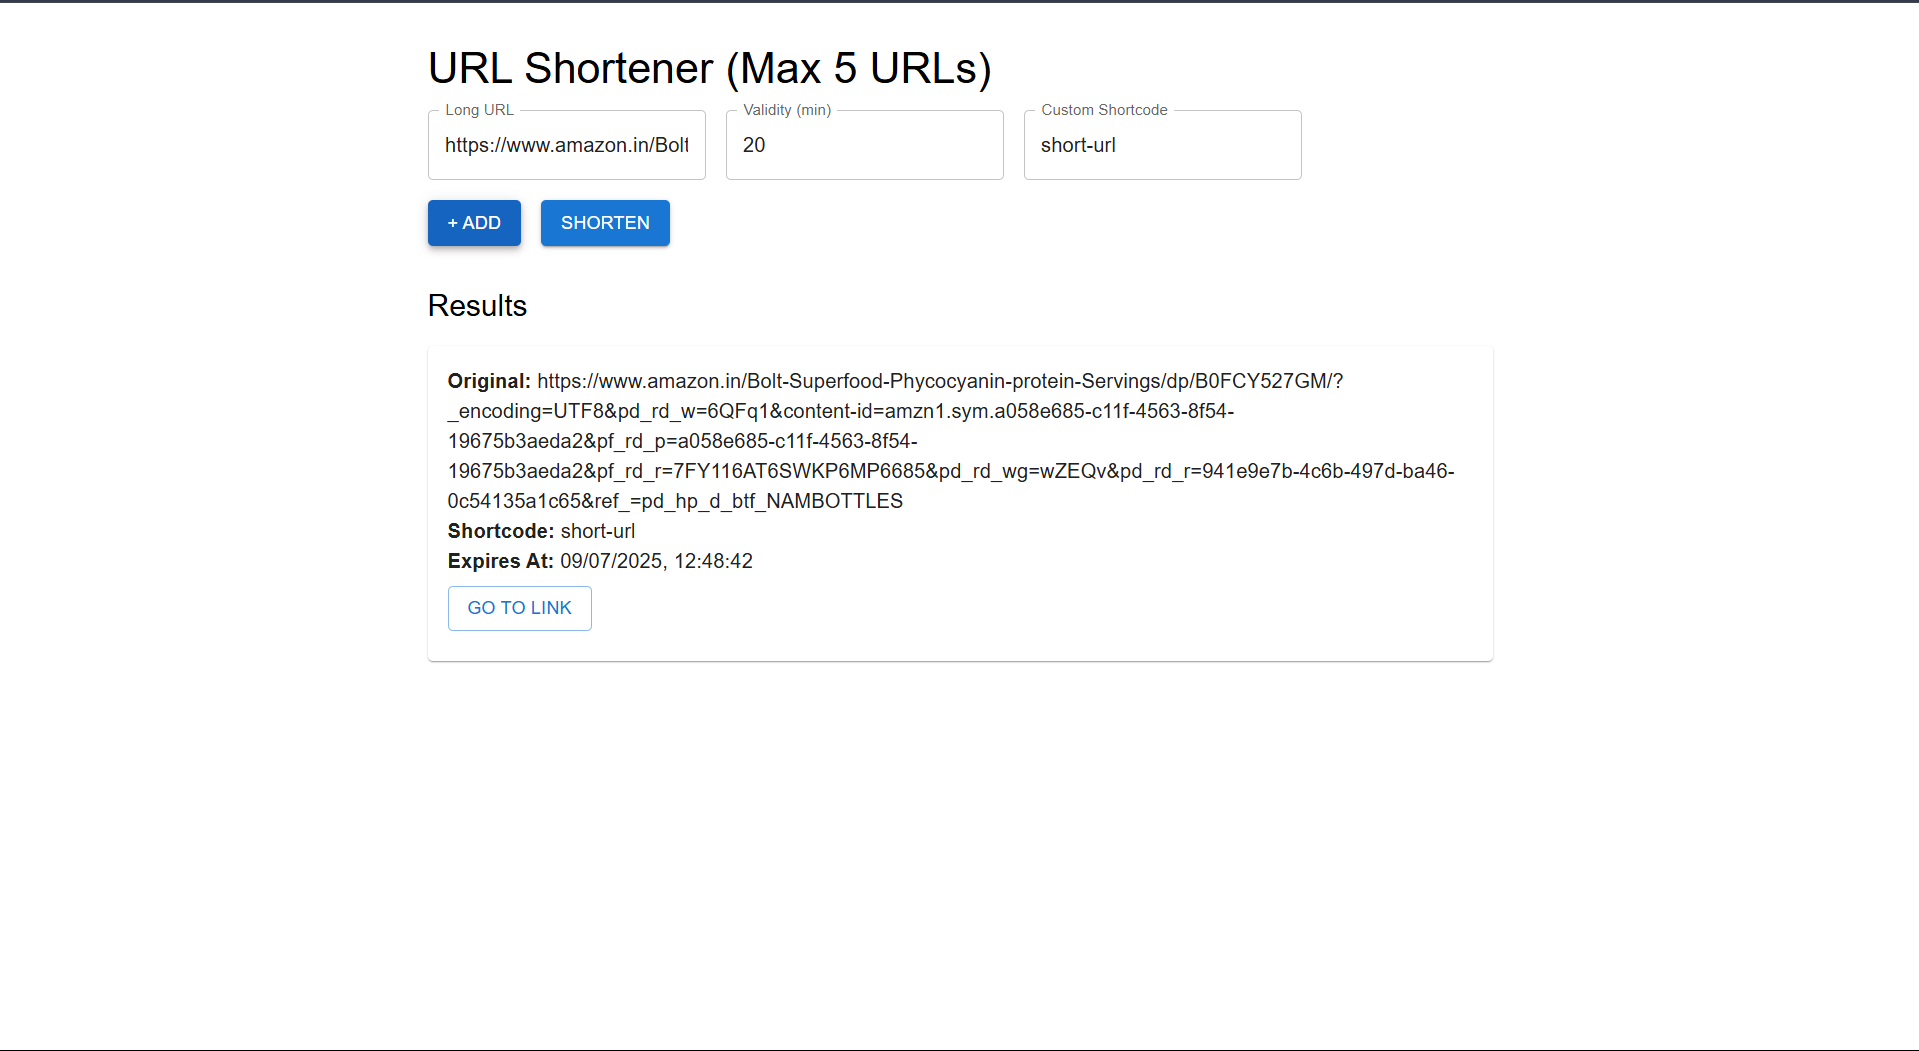 URL Shortener (Max 5 URLs)
Long URL
https://www.amazon.in/Bolt
Validity (min)
20
Custom Shortcode
short-url
+ ADD
SHORTEN
Results
Original: https://www.amazon.in/Bolt-Superfood-Phycocyanin-protein-Servings/dp/B0FCY527GM/?
_encoding=UTF8&pd_rd_w=6QFq1&content-id=amzn1.sym.a058e685-c11f-4563-8f54-
19675b3aeda2&pf_rd_p=a058e685-c11f-4563-8f54-
19675b3aeda2&pf_rd_r=7FY116AT6SWKP6MP6685&pd_rd_wg=wZEQv&pd_rd_r=941e9e7b-4c6b-497d-ba46-
0c54135a1c65&ref_=pd_hp_d_btf_NAMBOTTLES
Shortcode: short-url
Expires At: 09/07/2025, 12:48:42
GO TO LINK